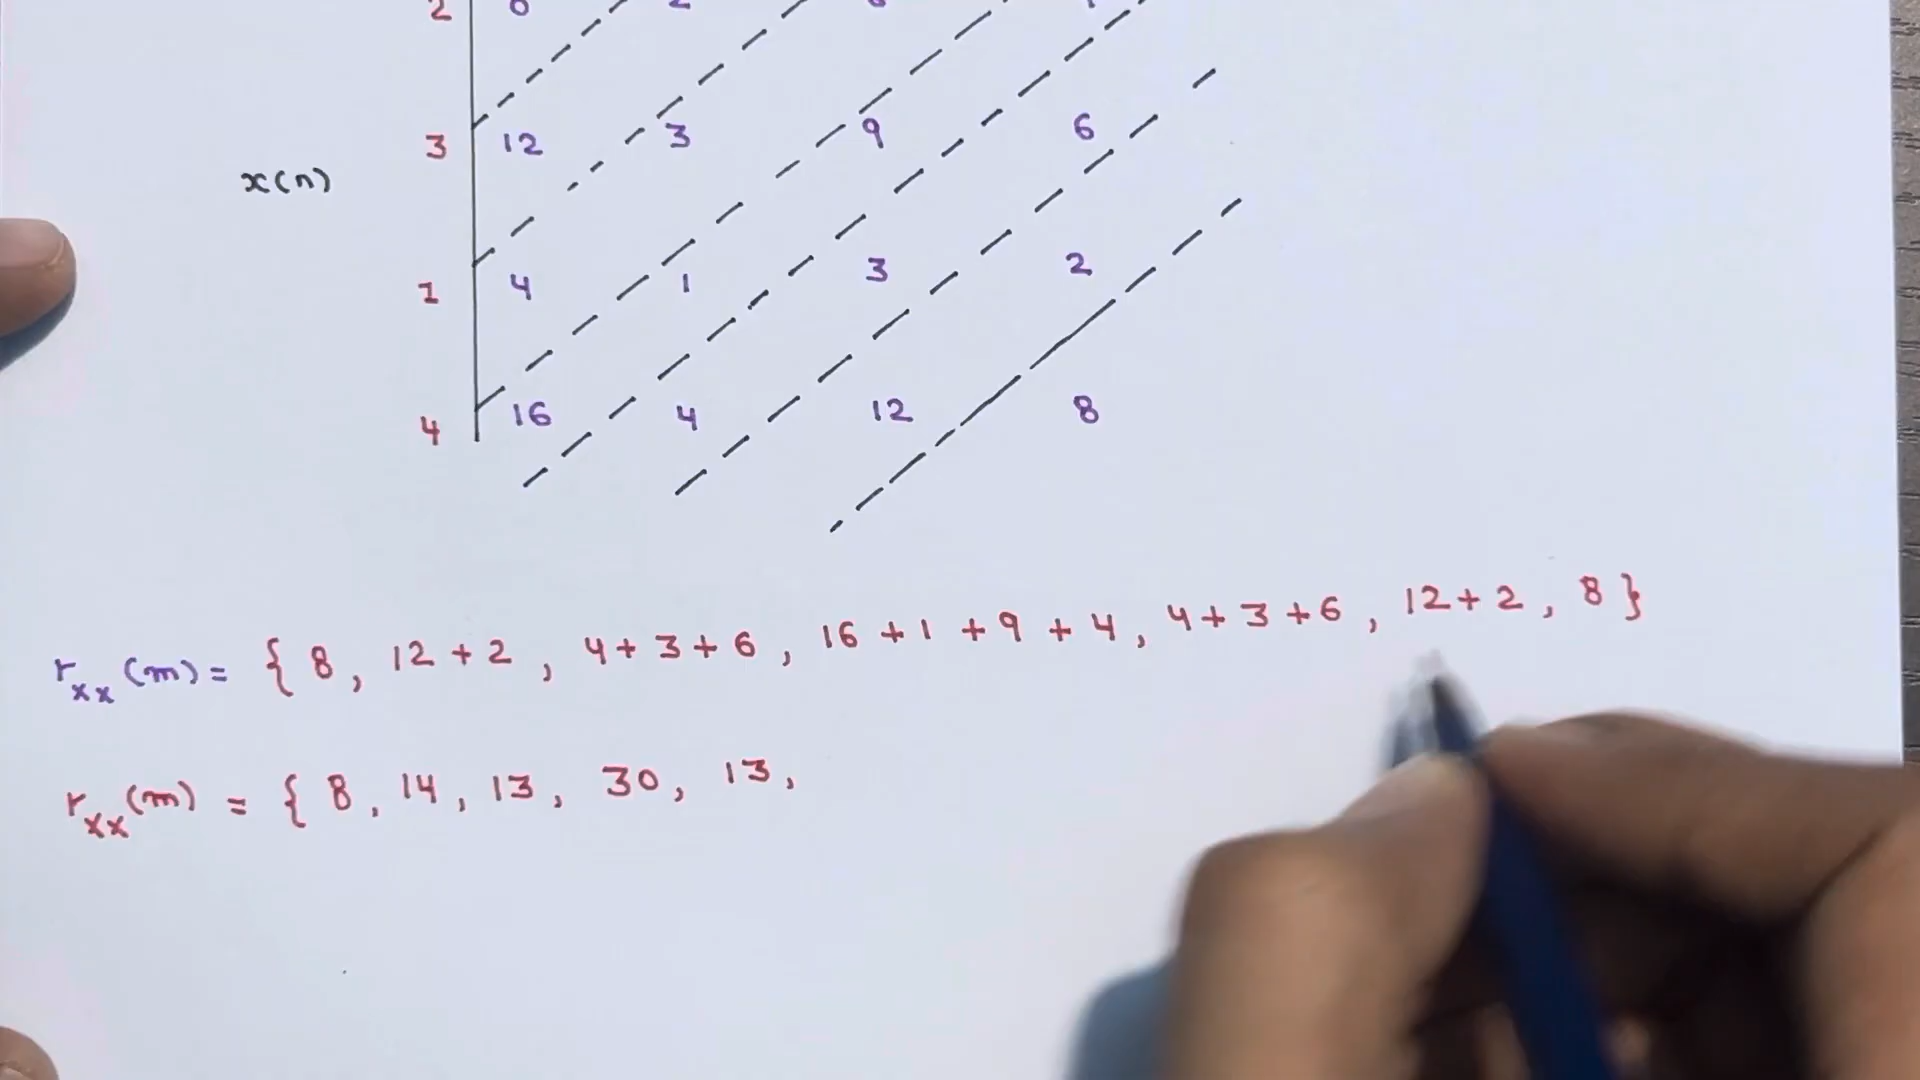 2
3 12 3 9 6
x(n)
1 4 1 3 2
4 16 4 12 8
rxx(m) = { 8, 12 + 2, 4 + 3 + 6, 16 + 1 + 9 + 4, 4 + 3 + 6, 12 + 2, 8 }
rxx(m) = { 8, 14, 13, 30, 13,